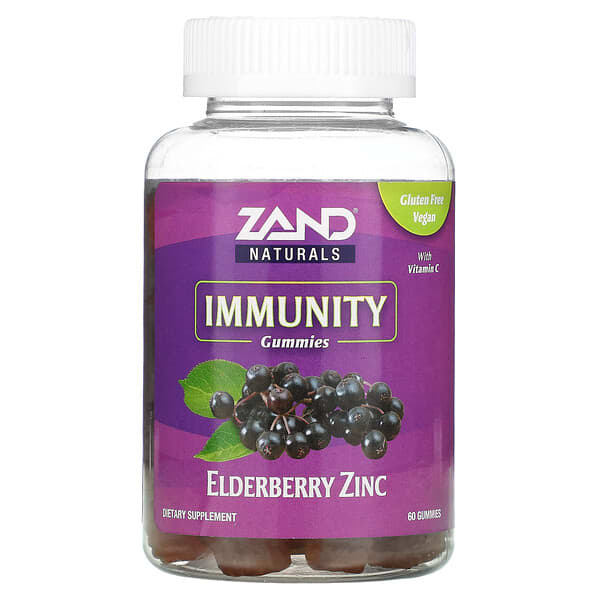 ZAND®
NATURALS
Gluten Free
Vegan
With
Vitamin C
IMMUNITY
Gummies
ELDERBERRY ZINC
DIETARY SUPPLEMENT
60 GUMMIES